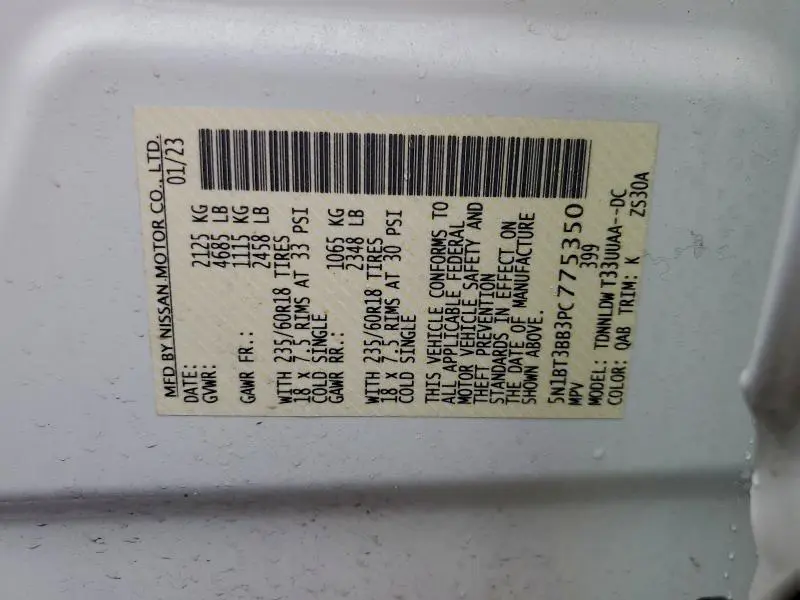 MFD BY NISSAN MOTOR CO., LTD.
DATE: 01/23
GVWR: 2125 KG
4685 LB
GAWR FR.: 1115 KG
2458 LB
WITH 235/60R18 TIRES
18 X 7.5 RIMS AT 33 PSI
COLD SINGLE
GAWR RR.: 1065 KG
2348 LB
WITH 235/60R18 TIRES
18 X 7.5 RIMS AT 30 PSI
COLD SINGLE
THIS VEHICLE CONFORMS TO
ALL APPLICABLE FEDERAL
MOTOR VEHICLE SAFETY AND
THEFT PREVENTION
STANDARDS IN EFFECT ON
THE DATE OF MANUFACTURE
SHOWN ABOVE.
5N1BT3BB3PC775350
MPV 399
MODEL: TDWNLDWT33UUAA--DC
COLOR: QAB TRIM: K ZS30A